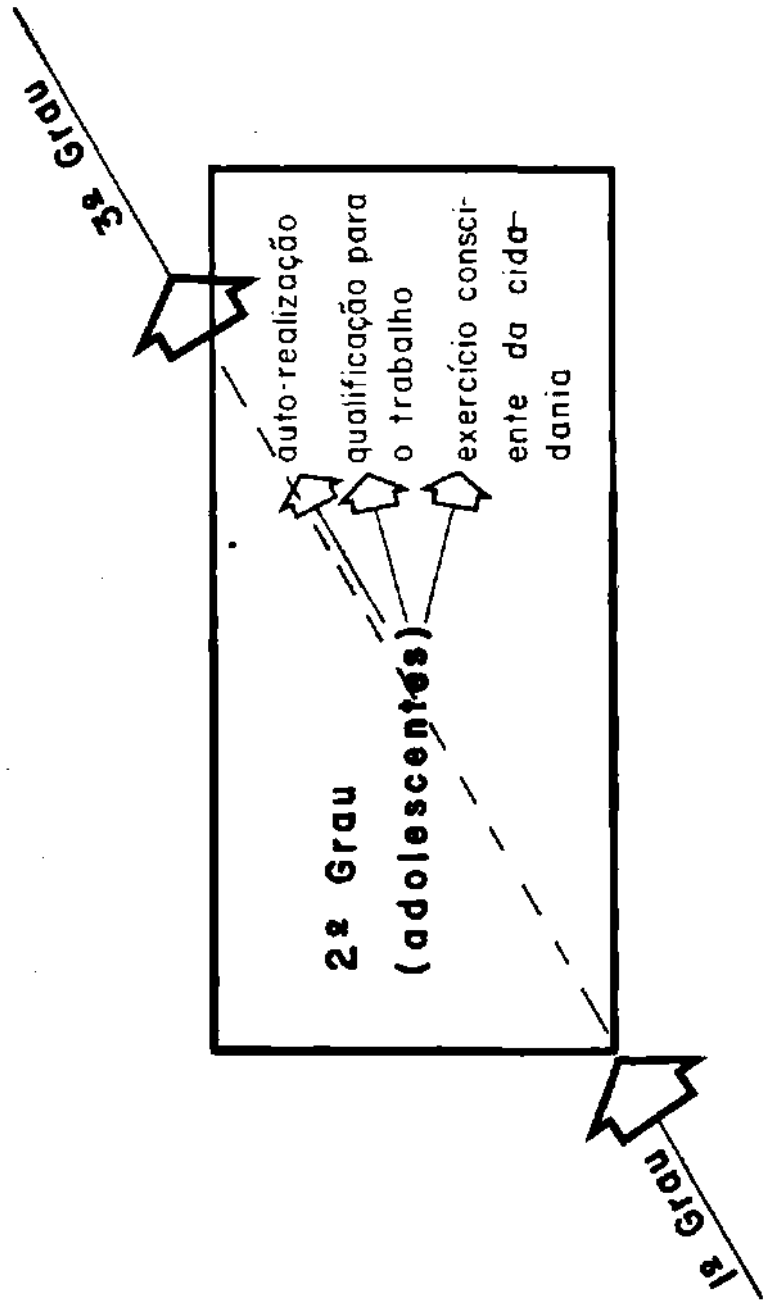 3º Grau
auto-realização
qualificação para
o trabalho
exercício consci-
ente da cida-
dania
2º Grau
(adolescentes)
1º Grau